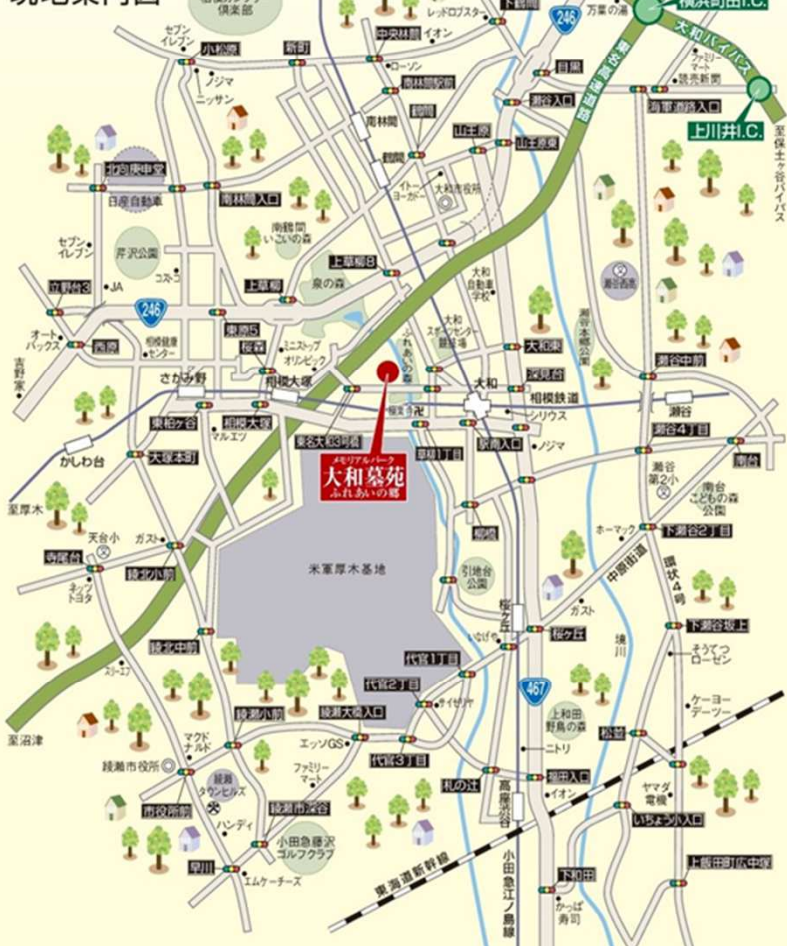 現地案内図
倶楽部
下鶴間
246
万葉の湯
横浜町田I.C.
セブン
イレブン
小松原
新町
中央林間
イオン
レッドロブスター
大和バイパス
ノジマ
ニッサン
ローソン
南林間駅前
目黒
東名高速道路
ファミリー
マート
読売新聞
瀬谷入口
海軍道路入口
上川井I.C.
至保土ヶ谷バイパス
南林間
鶴間
鶴間
山王原
山王原東
北向庚申堂
日産自動車
南林間入口
イトー
ヨーカドー
大和市役所
セブン
イレブン
芹沢公園
コストコ
南鶴間
いこいの森
上草柳8
上草柳
泉の森
大和
自動車
学校
瀬谷西高
立野台3
JA
246
オート
バックス
西原
相模健康
センター
東原5
桜森
ミニストップ
オリンピック
ふれあいの森
大和
スポーツセンター
競技場
大和東
瀬谷本郷公園
瀬谷中前
吉野家
さがみ野
相模大塚
大和
深見台
相模鉄道
瀬谷
シリウス
東柏ヶ谷
相模大塚
マルエツ
東名大和3号橋
草柳1丁目
駅南入口
ノジマ
瀬谷4丁目
南台
かしわ台
大塚本町
メモリアルパーク
大和墓苑
ふれあいの郷
瀬谷
第2小
南台
こどもの森
公園
至厚木
天台小
ガスト
柳橋
ホーマック
下瀬谷2丁目
寺尾台
綾北小前
米軍厚木基地
引地台
公園
中原街道
環状4号
ネッツ
トヨタ
桜ヶ丘
ガスト
綾北中前
いなげや
桜ヶ丘
境川
下瀬谷坂上
そうてつ
ローゼン
スリーエフ
代官1丁目
代官2丁目
サイゼリヤ
467
ケーヨー
デーツー
至沼津
綾瀬小前
綾瀬大橋入口
上和田
野鳥の森
マクド
ナルド
エッソGS
代官3丁目
ニトリ
松並
綾瀬市役所
ファミリー
マート
綾瀬
タウンヒルズ
札の辻
福田入口
イオン
ヤマダ
電機
市役所前
ハンディ
綾瀬市深谷
高座渋谷
いちょう小入口
小田急藤沢
ゴルフクラブ
早川
エムケーチーズ
東海道新幹線
小田急江ノ島線
下和田
かっぱ
寿司
上飯田町広中塚